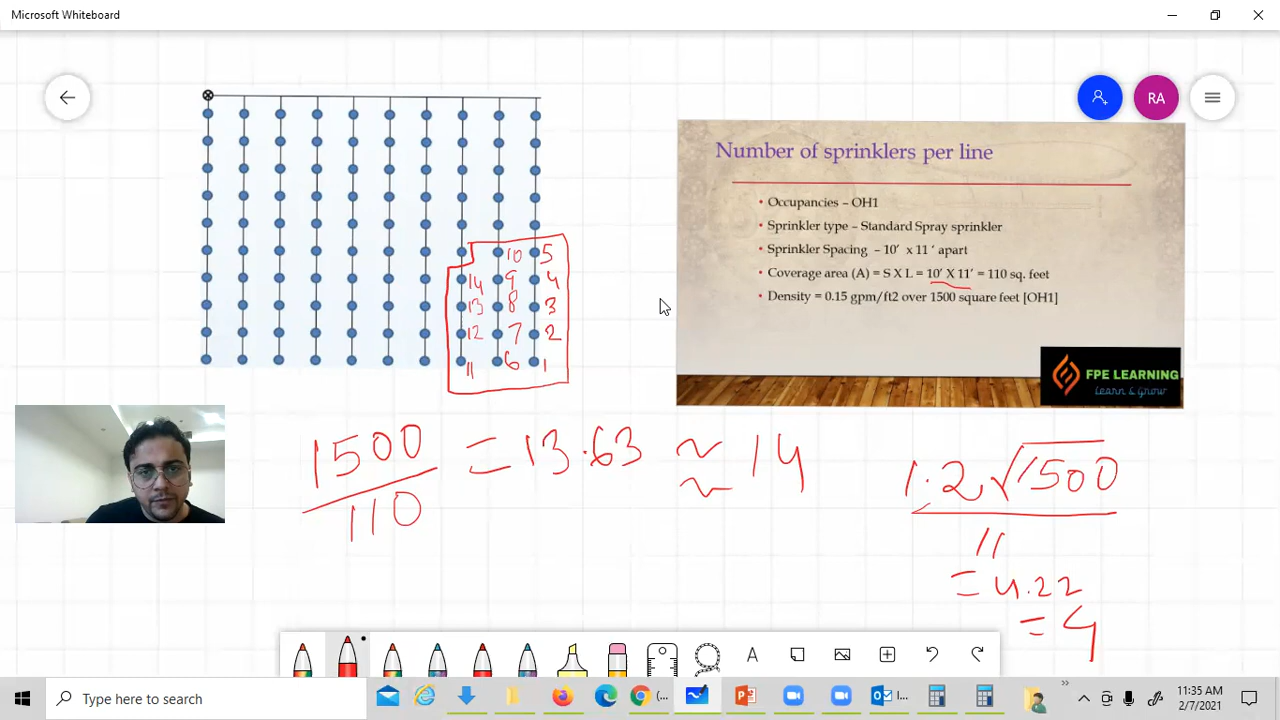 Microsoft Whiteboard
RA
Number of sprinklers per line
• Occupancies – OH1
• Sprinkler type – Standard Spray sprinkler
• Sprinkler Spacing – 10' x 11 ' apart
• Coverage area (A) = S X L = 10' X 11' = 110 sq. feet
• Density = 0.15 gpm/ft2 over 1500 square feet [OH1]
FPE LEARNING
Learn & Grow
10 5
14 9 4
13 8 3
12 7 2
11 6 1
1500
110
= 13.63 ≈ 14
1.2√1500
11
= 4.22
= 4
A
Type here to search
(...
I...
11:35 AM
2/7/2021